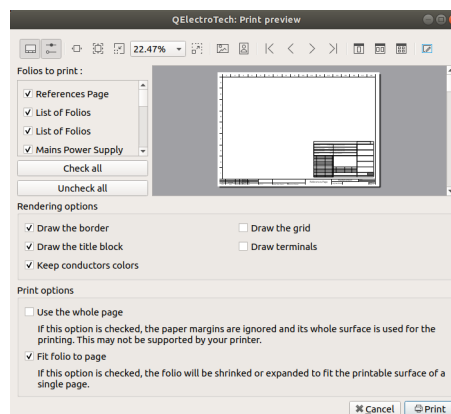 QElectroTech: Print preview
22.47%
Folios to print :
References Page
List of Folios
List of Folios
Mains Power Supply
Check all
Uncheck all
Rendering options
Draw the border
Draw the grid
Draw the title block
Draw terminals
Keep conductors colors
Print options
Use the whole page
If this option is checked, the paper margins are ignored and its whole surface is used for the
printing. This may not be supported by your printer.
Fit folio to page
If this option is checked, the folio will be shrinked or expanded to fit the printable surface of a
single page.
Cancel
Print